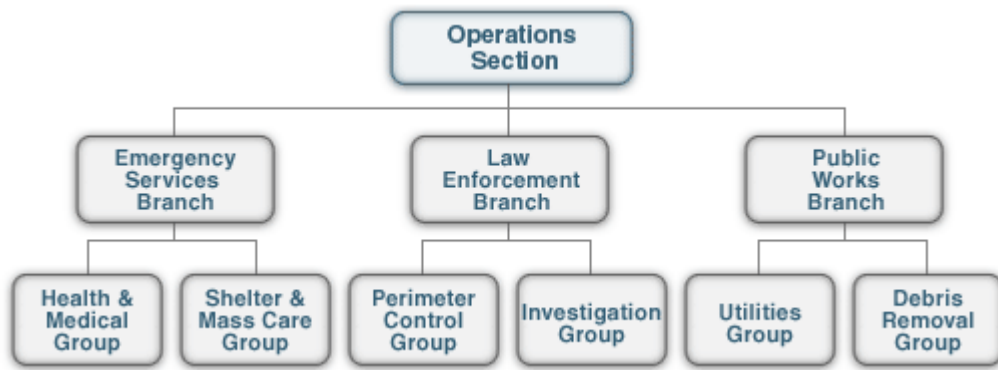 Operations
Section
Emergency
Services
Branch
Law
Enforcement
Branch
Public
Works
Branch
Health &
Medical
Group
Shelter &
Mass Care
Group
Perimeter
Control
Group
Investigation
Group
Utilities
Group
Debris
Removal
Group